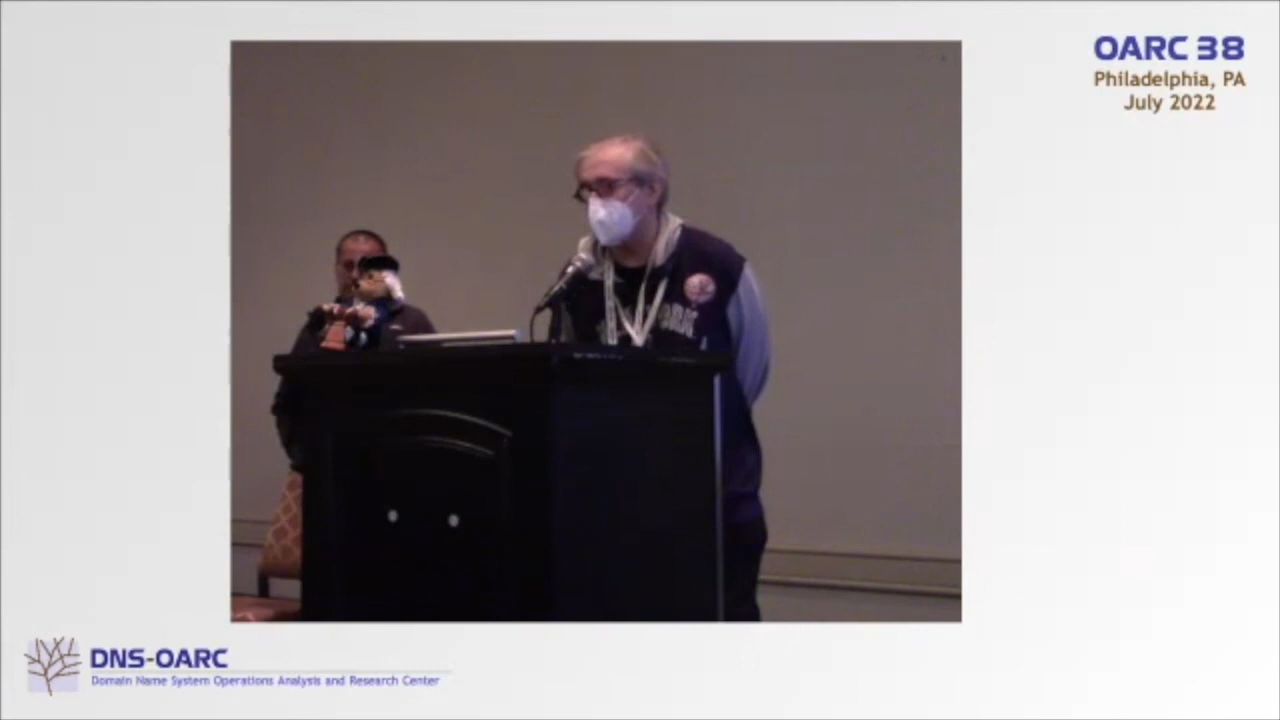 OARC 38
Philadelphia, PA
July 2022
DNS-OARC
Domain Name System Operations Analysis and Research Center